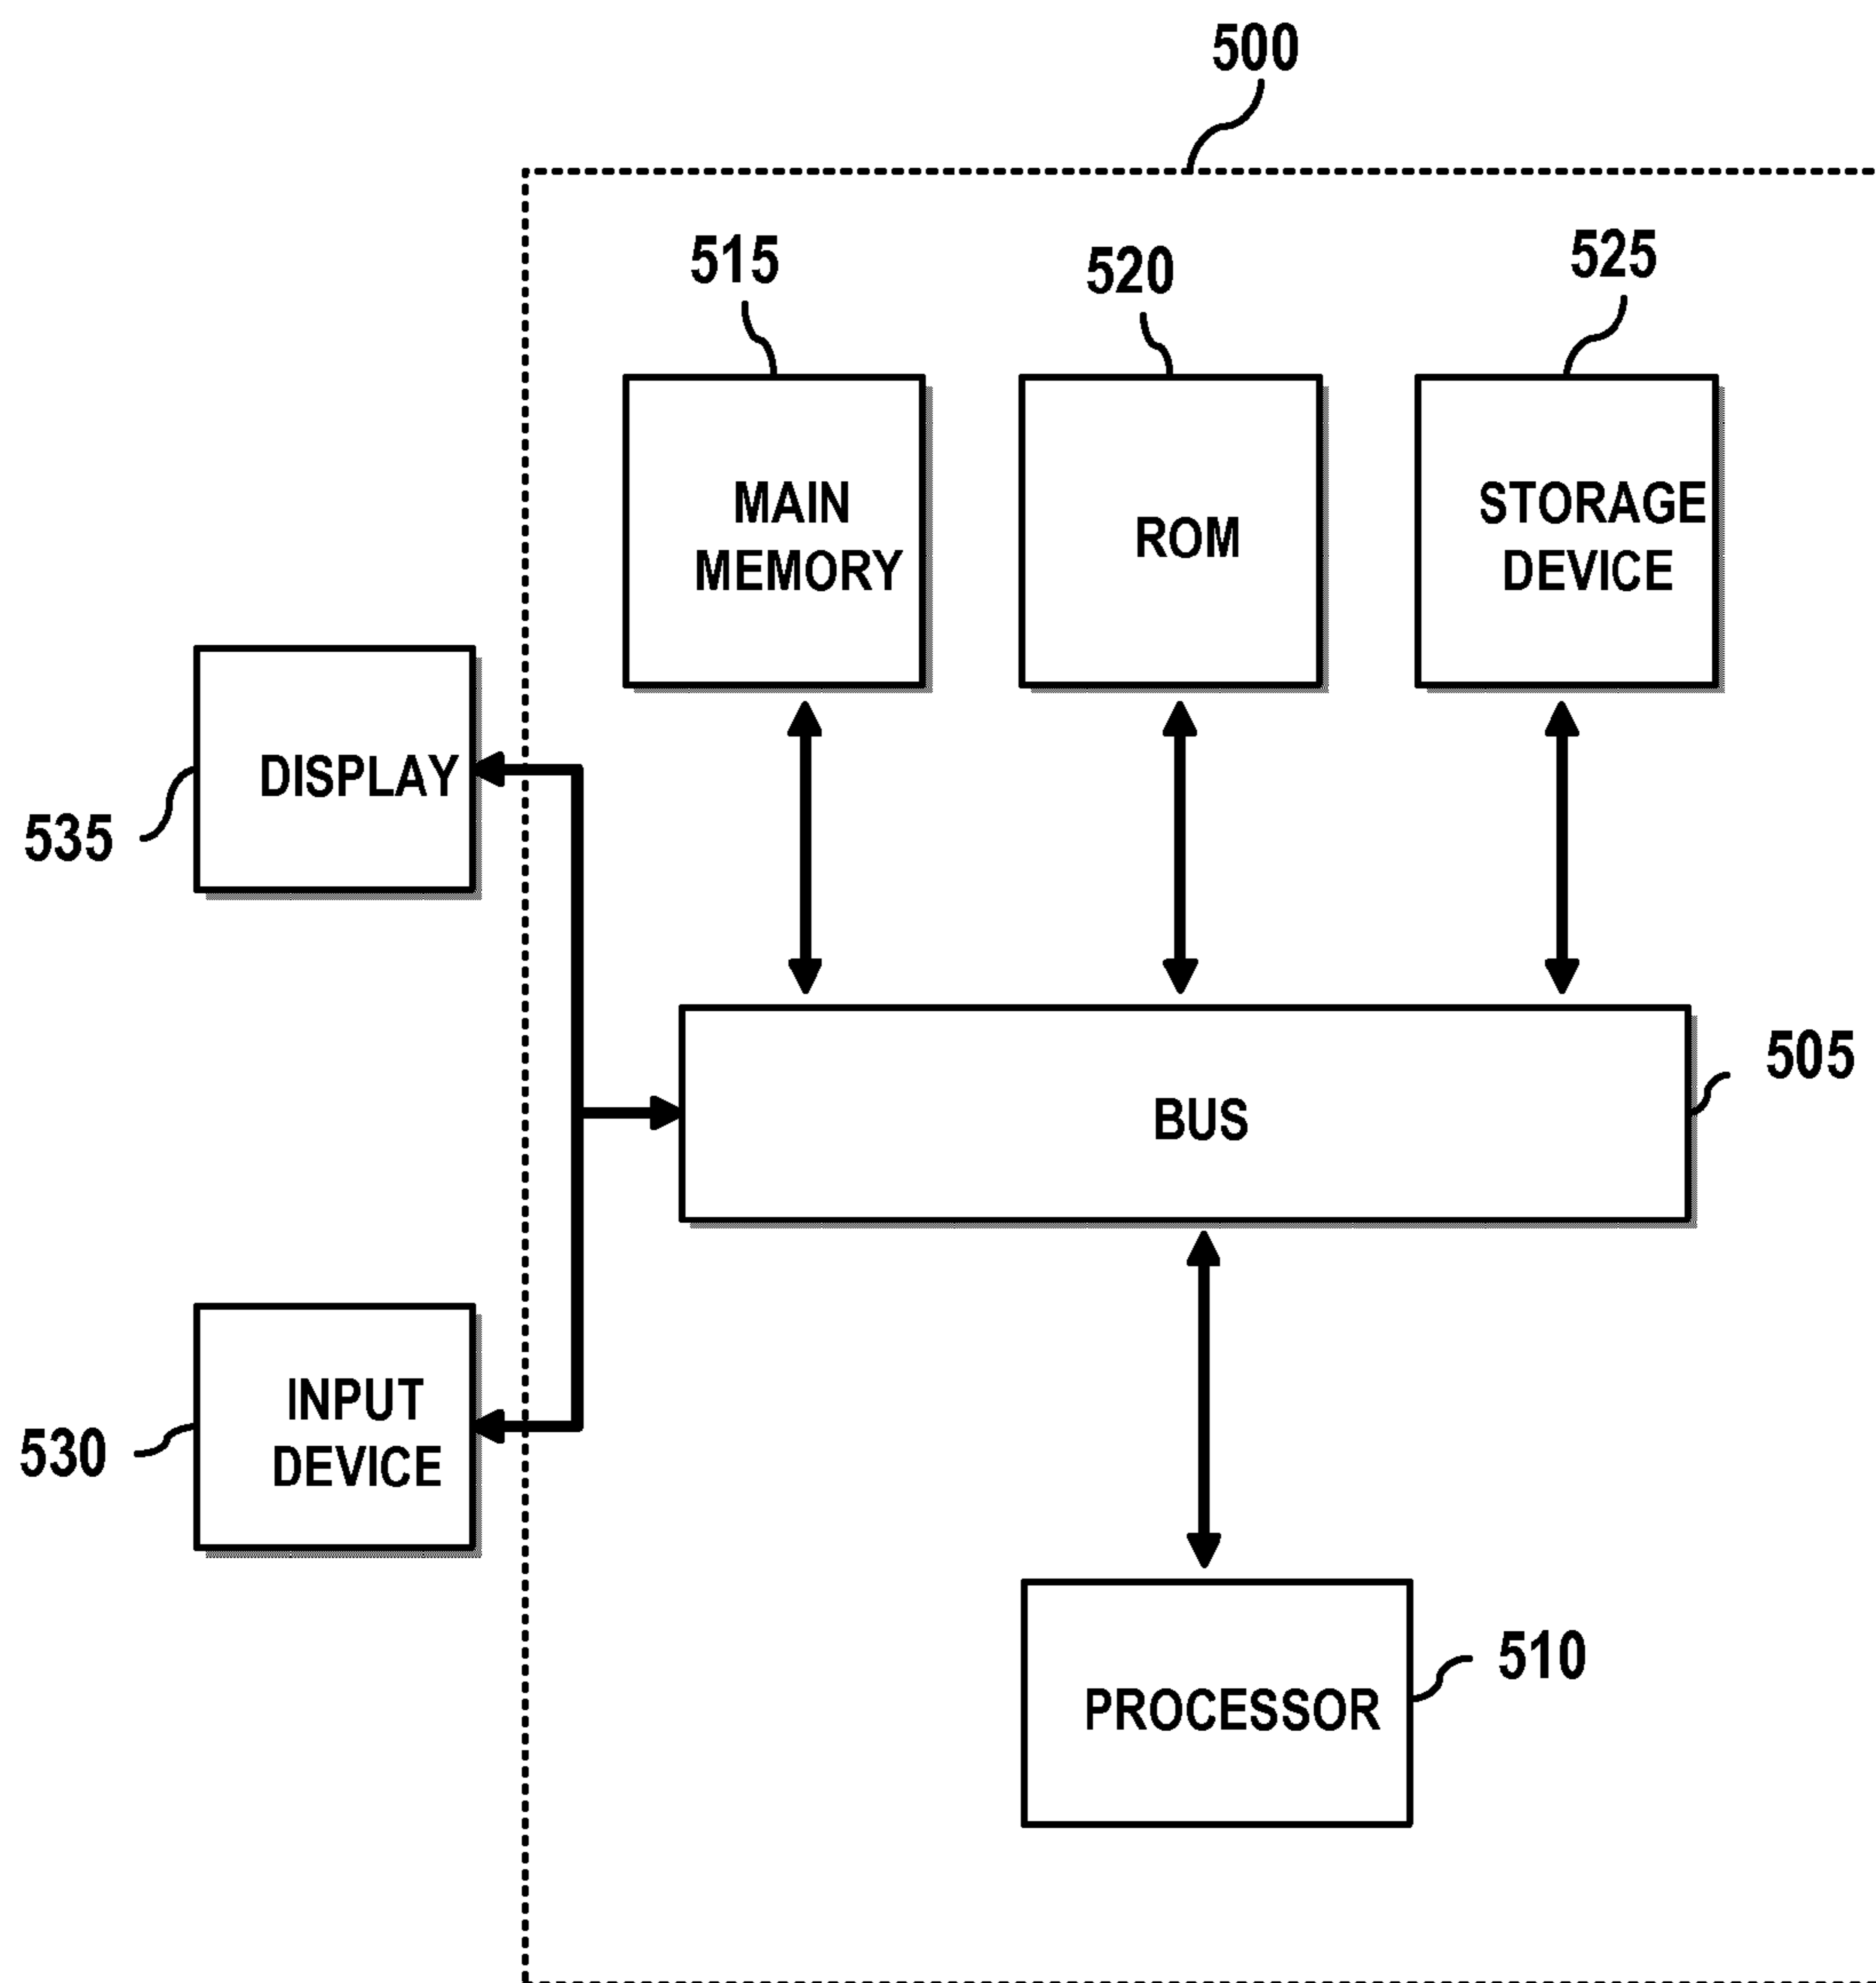 500
515
520
525
MAIN
MEMORY
ROM
STORAGE
DEVICE
DISPLAY
535
BUS
505
INPUT
DEVICE
530
PROCESSOR
510